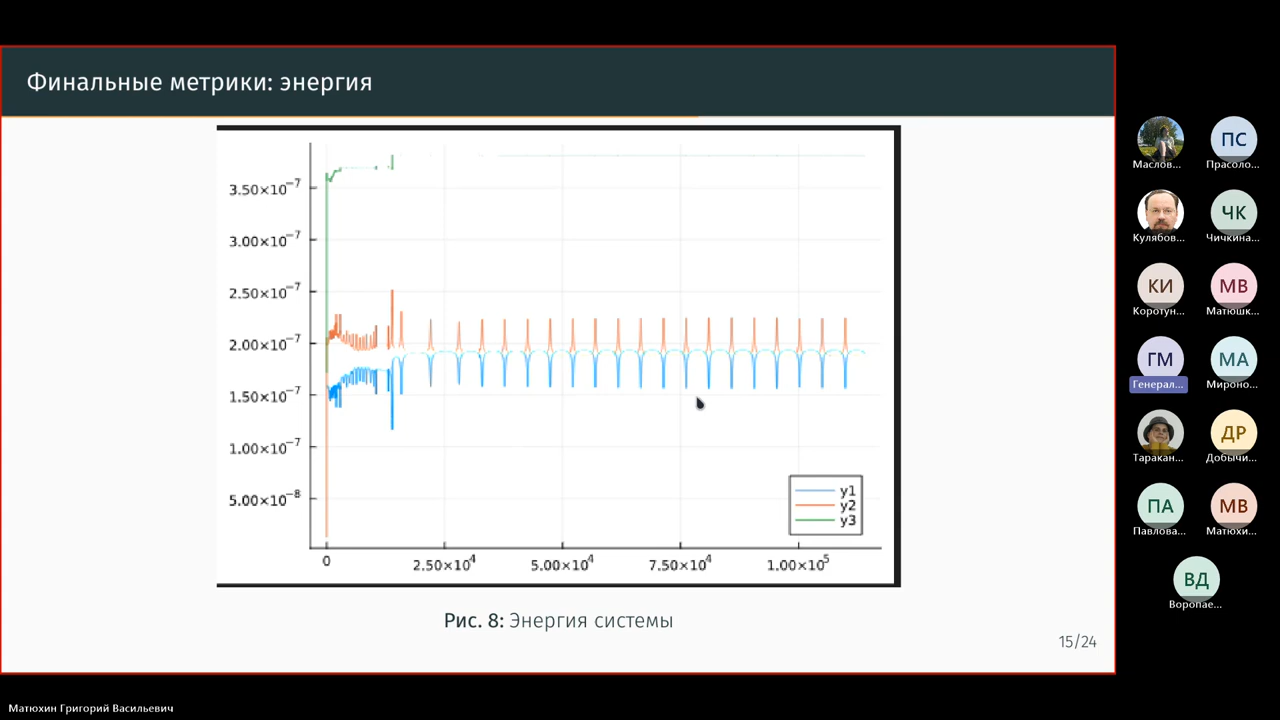 Финальные метрики: энергия
3.50×10⁻⁷
3.00×10⁻⁷
2.50×10⁻⁷
2.00×10⁻⁷
1.50×10⁻⁷
1.00×10⁻⁷
5.00×10⁻⁸
y1
y2
y3
0
2.50×10⁴
5.00×10⁴
7.50×10⁴
1.00×10⁵
Рис. 8: Энергия системы
15/24
ПС
Маслов...
Прасоло...
ЧК
Кулябов...
Чичкина...
КИ
МВ
Коротун...
Матюшк...
ГМ
МА
Генерал...
Мироно...
ДР
Таракан...
Добычи...
ПА
МВ
Павлова...
Матюхи...
ВД
Воропае...
Матюхин Григорий Васильевич